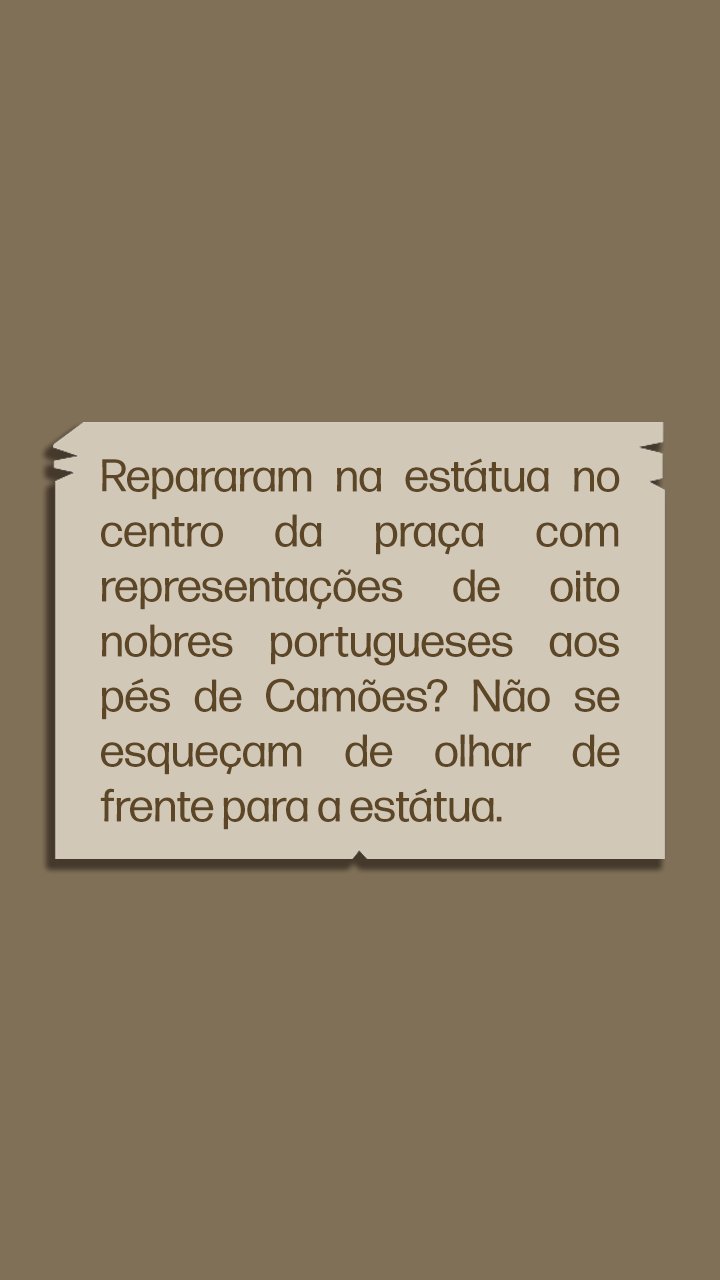 Repararam na estátua no
centro da praça com
representações de oito
nobres portugueses aos
pés de Camões? Não se
esqueçam de olhar de
frente para a estátua.